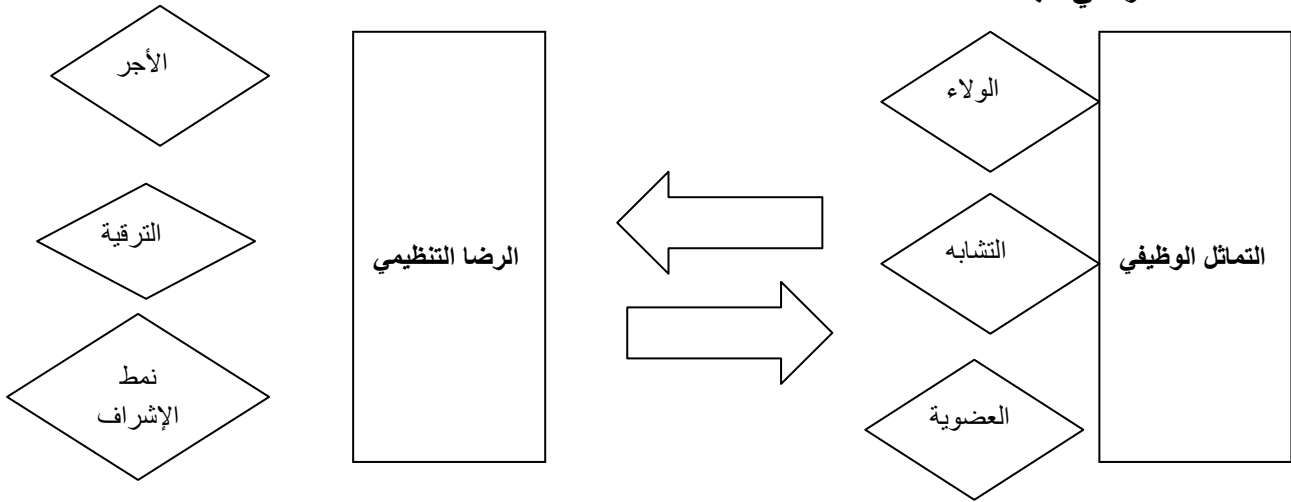 الولاء
التشابه
العضوية
التماثل الوظيفي
الرضا التنظيمي
الأجر
الترقية
نمط
الإشراف